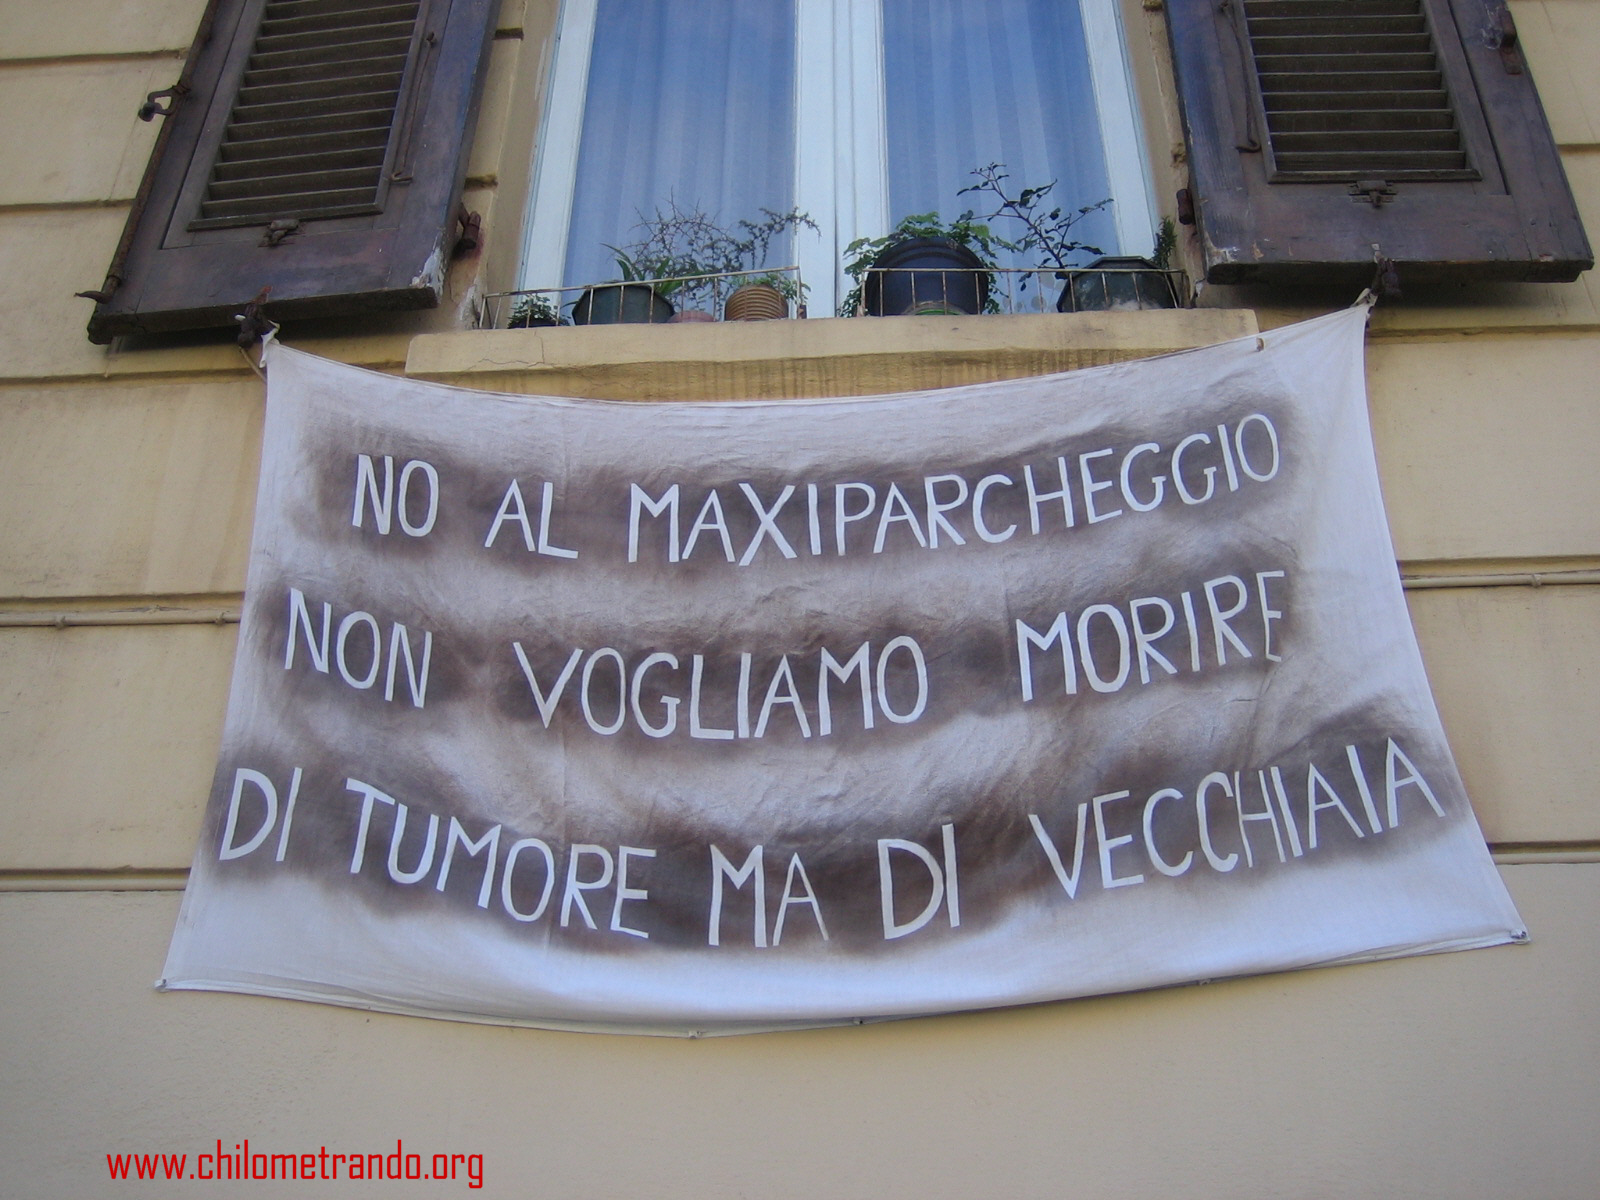 NO AL MAXIPARCHEGGIO
NON VOGLIAMO MORIRE
DI TUMORE MA DI VECCHIAIA
www.chilometrando.org